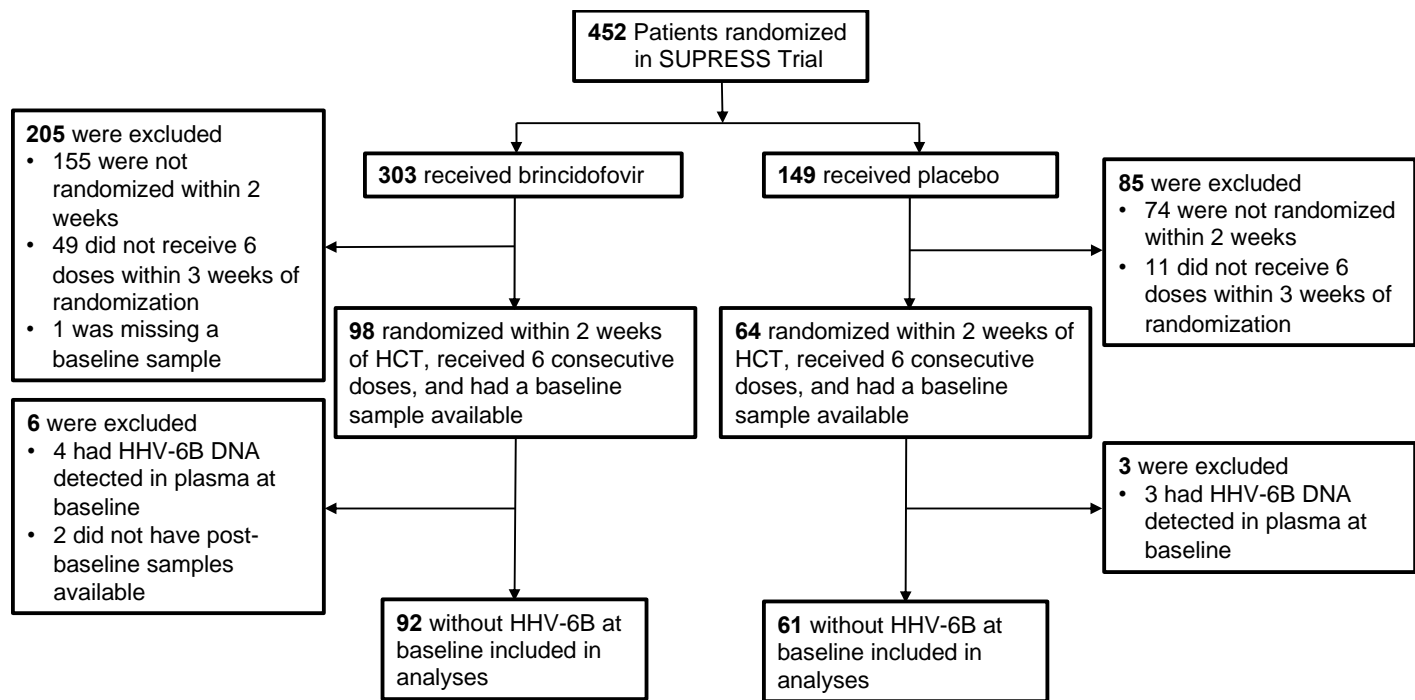 452 Patients randomized
in SUPRESS Trial
205 were excluded
• 155 were not
randomized within 2
weeks
• 49 did not receive 6
doses within 3 weeks of
randomization
• 1 was missing a
baseline sample
303 received brincidofovir
149 received placebo
85 were excluded
• 74 were not randomized
within 2 weeks
• 11 did not receive 6
doses within 3 weeks of
randomization
98 randomized within 2 weeks
of HCT, received 6 consecutive
doses, and had a baseline
sample available
64 randomized within 2 weeks of
HCT, received 6 consecutive
doses, and had a baseline
sample available
6 were excluded
• 4 had HHV-6B DNA
detected in plasma at
baseline
• 2 did not have post-
baseline samples
available
3 were excluded
• 3 had HHV-6B DNA
detected in plasma at
baseline
92 without HHV-6B at
baseline included in
analyses
61 without HHV-6B at
baseline included in
analyses